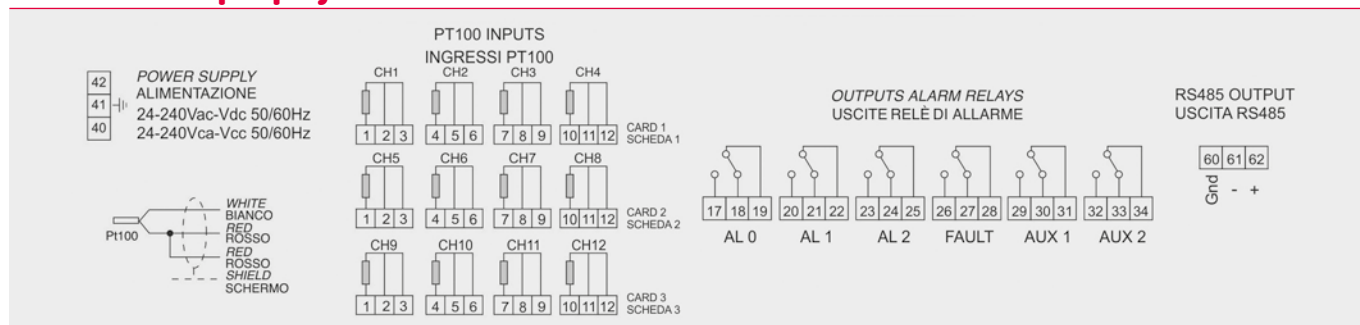 PT100 INPUTS
INGRESSI PT100
42
41
40
POWER SUPPLY
ALIMENTAZIONE
24-240Vac-Vdc 50/60Hz
24-240Vca-Vcc 50/60Hz
Pt100
WHITE
BIANCO
RED
ROSSO
RED
ROSSO
SHIELD
SCHERMO
CH1 CH2 CH3 CH4
1 2 3 4 5 6 7 8 9 10 11 12
CARD 1
SCHEDA 1
CH5 CH6 CH7 CH8
1 2 3 4 5 6 7 8 9 10 11 12
CARD 2
SCHEDA 2
CH9 CH10 CH11 CH12
1 2 3 4 5 6 7 8 9 10 11 12
CARD 3
SCHEDA 3
OUTPUTS ALARM RELAYS
USCITE RELÈ DI ALLARME
17 18 19 20 21 22 23 24 25 26 27 28 29 30 31 32 33 34
AL 0 AL 1 AL 2 FAULT AUX 1 AUX 2
RS485 OUTPUT
USCITA RS485
60 61 62
Gnd - +